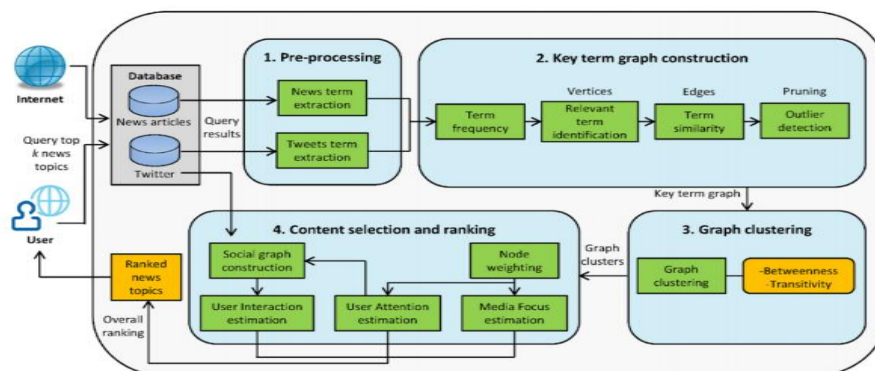 Internet
Database
News articles
Twitter
Query
results
Query top
k news
topics
User
1. Pre-processing
News term
extraction
Tweets term
extraction
2. Key term graph construction
Vertices
Edges
Pruning
Term
frequency
Relevant
term
identification
Term
similarity
Outlier
detection
Key term graph
3. Graph clustering
Graph
clustering
-Betweenness
-Transitivity
Graph
clusters
4. Content selection and ranking
Social graph
construction
Node
weighting
User Interaction
estimation
User Attention
estimation
Media Focus
estimation
Ranked
news
topics
Overall
ranking